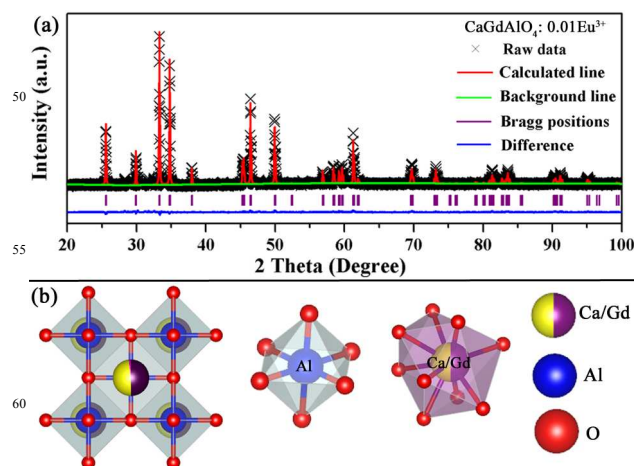 (a)
CaGdAlO₄: 0.01Eu³⁺
Raw data
Calculated line
Background line
Bragg positions
Difference
Intensity (a.u.)
20 30 40 50 60 70 80 90 100
2 Theta (Degree)
50
55
60
(b)
Al
Ca/Gd
Ca/Gd
Al
O